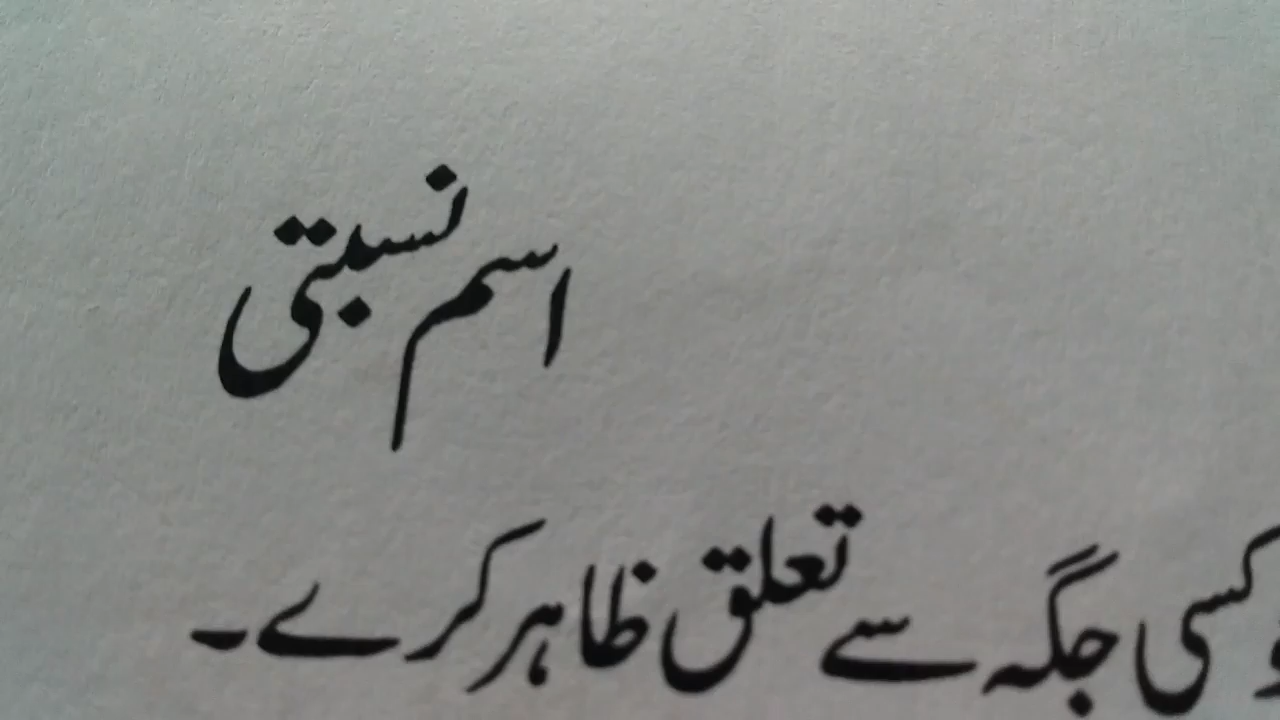 اسم نسبتی
کسی جگہ سے تعلق ظاہر کرے۔